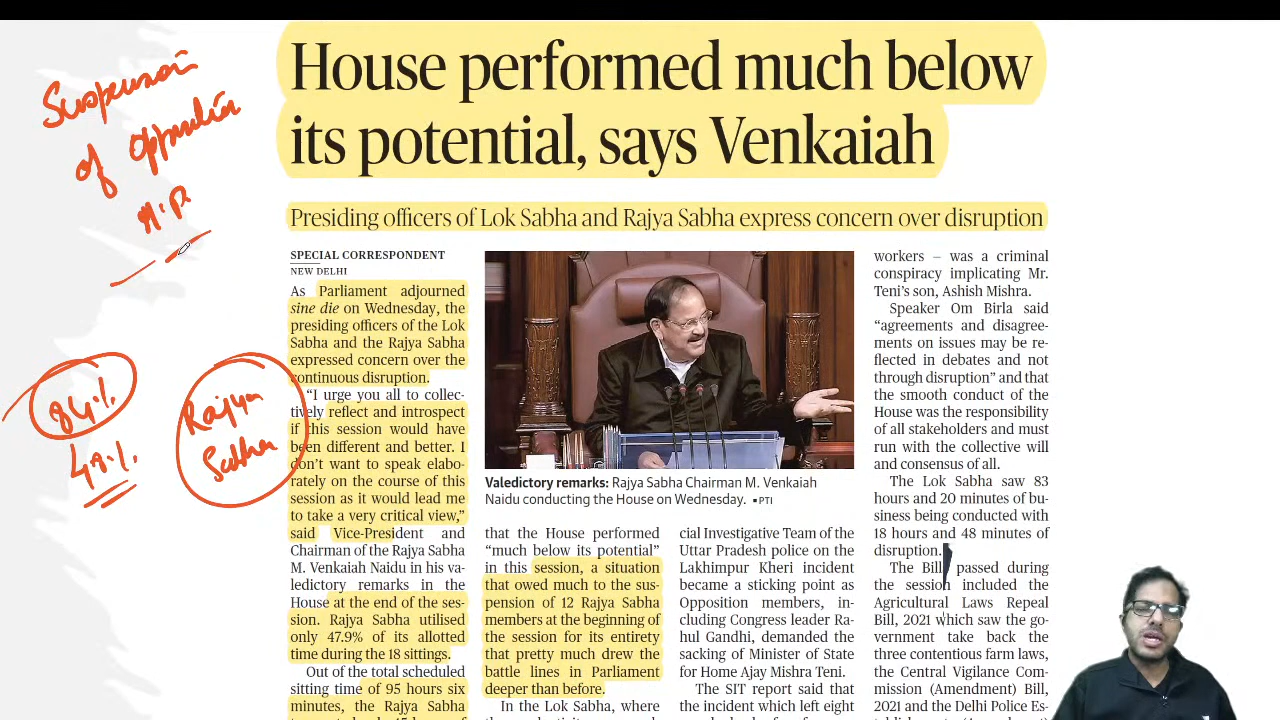 House performed much below
its potential, says Venkaiah
Presiding officers of Lok Sabha and Rajya Sabha express concern over disruption
Suspension
of Opposition
M.P.
84%
48%
Rajya
Sabha
SPECIAL CORRESPONDENT
NEW DELHI
As Parliament adjourned
sine die on Wednesday, the
presiding officers of the Lok
Sabha and the Rajya Sabha
expressed concern over the
continuous disruption.
“I urge you all to collec-
tively reflect and introspect
if this session would have
been different and better. I
don’t want to speak elabo-
rately on the course of this
session as it would lead me
to take a very critical view,”
said Vice-President and
Chairman of the Rajya Sabha
M. Venkaiah Naidu in his va-
ledictory remarks in the
House at the end of the ses-
sion. Rajya Sabha utilised
only 47.9% of its allotted
time during the 18 sittings.
Out of the total scheduled
sitting time of 95 hours six
minutes, the Rajya Sabha
Valedictory remarks: Rajya Sabha Chairman M. Venkaiah
Naidu conducting the House on Wednesday. ▪PTI
that the House performed
“much below its potential”
in this session, a situation
that owed much to the sus-
pension of 12 Rajya Sabha
members at the beginning of
the session for its entirety
that pretty much drew the
battle lines in Parliament
deeper than before.
In the Lok Sabha, where
cial Investigative Team of the
Uttar Pradesh police on the
Lakhimpur Kheri incident
became a sticking point as
Opposition members, in-
cluding Congress leader Ra-
hul Gandhi, demanded the
sacking of Minister of State
for Home Ajay Mishra Teni.
The SIT report said that
the incident which left eight
workers – was a criminal
conspiracy implicating Mr.
Teni’s son, Ashish Mishra.
Speaker Om Birla said
“agreements and disagree-
ments on issues may be re-
flected in debates and not
through disruption” and that
the smooth conduct of the
House was the responsibility
of all stakeholders and must
run with the collective will
and consensus of all.
The Lok Sabha saw 83
hours and 20 minutes of bu-
siness being conducted with
18 hours and 48 minutes of
disruption.
The Bill passed during
the session included the
Agricultural Laws Repeal
Bill, 2021 which saw the go-
vernment take back the
three contentious farm laws,
the Central Vigilance Com-
mission (Amendment) Bill,
2021 and the Delhi Police Es-